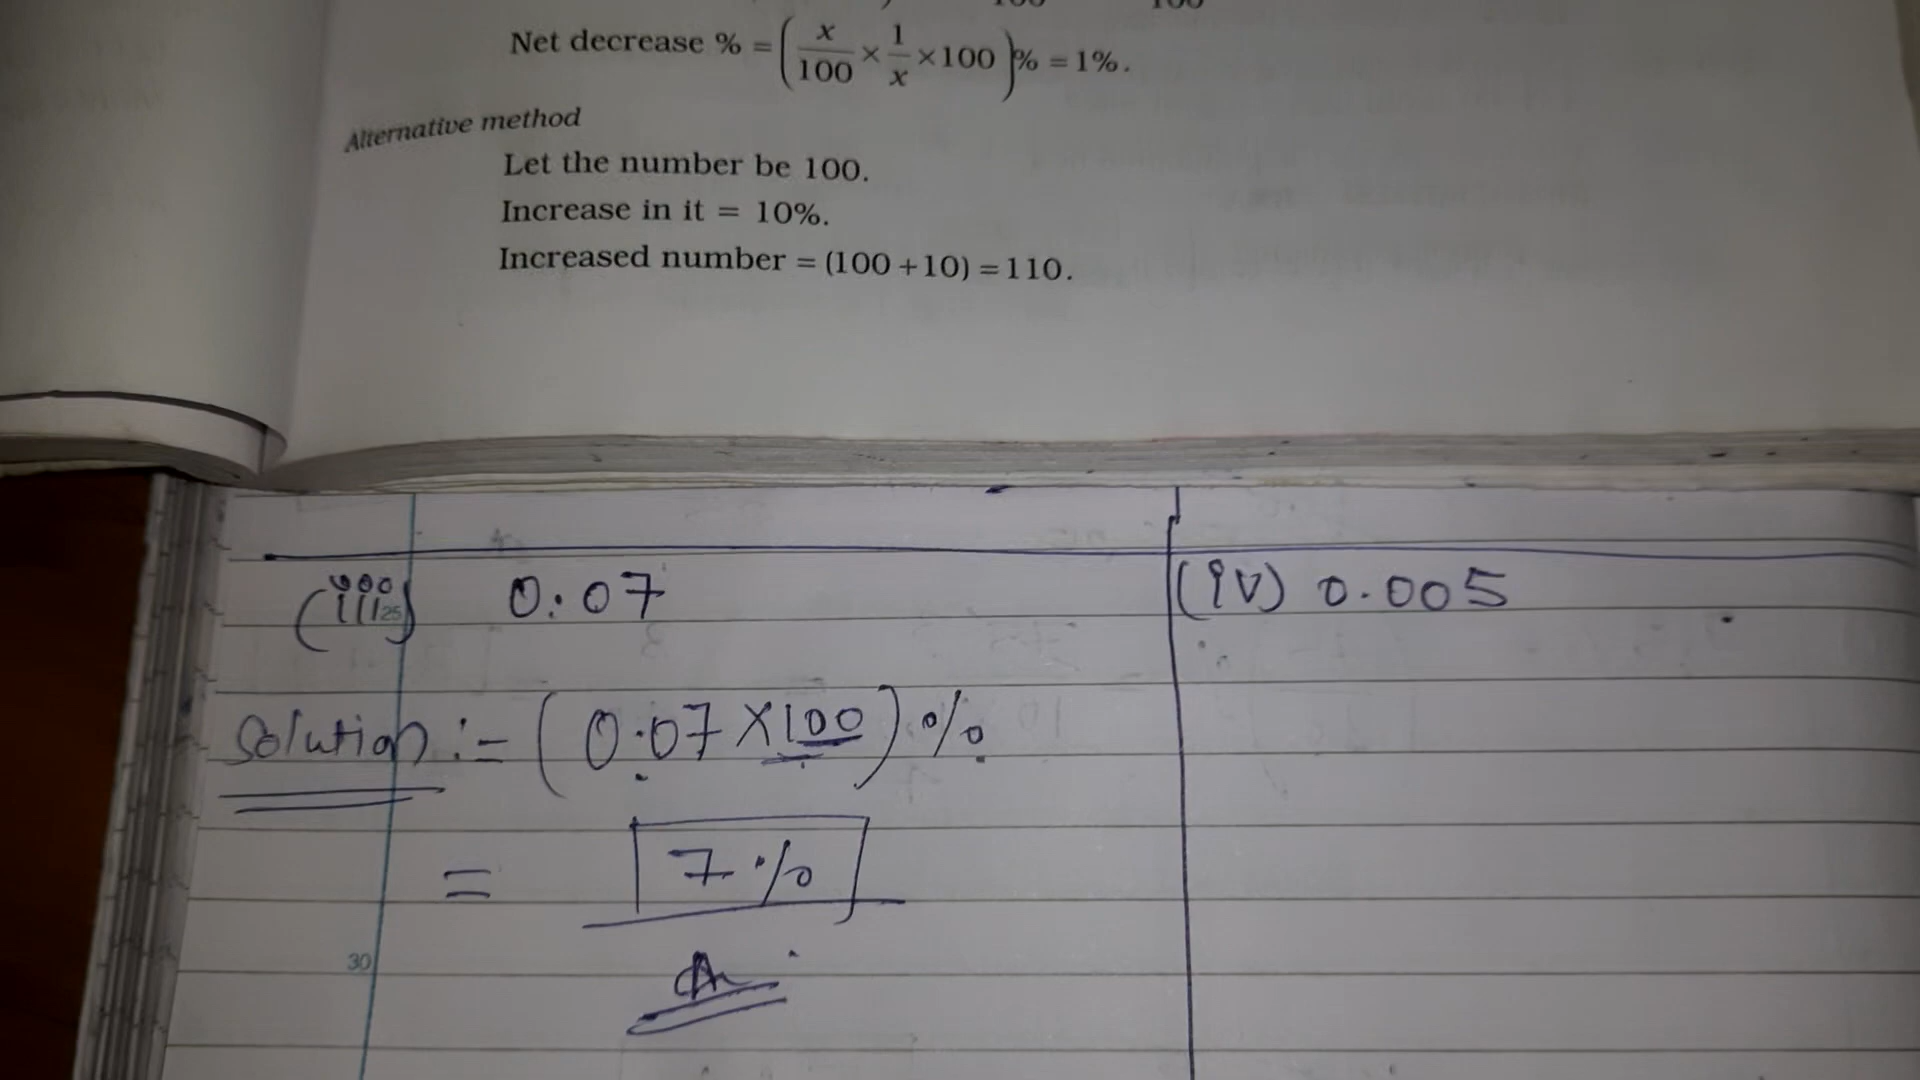 Net decrease % = (x/100 × 1/x × 100)% = 1%.
Alternative method
Let the number be 100.
Increase in it = 10%.
Increased number = (100 + 10) = 110.
(iii) 0.07
25
Solution :- (0.07 × 100) %
= 7%
30
(iv) 0.005